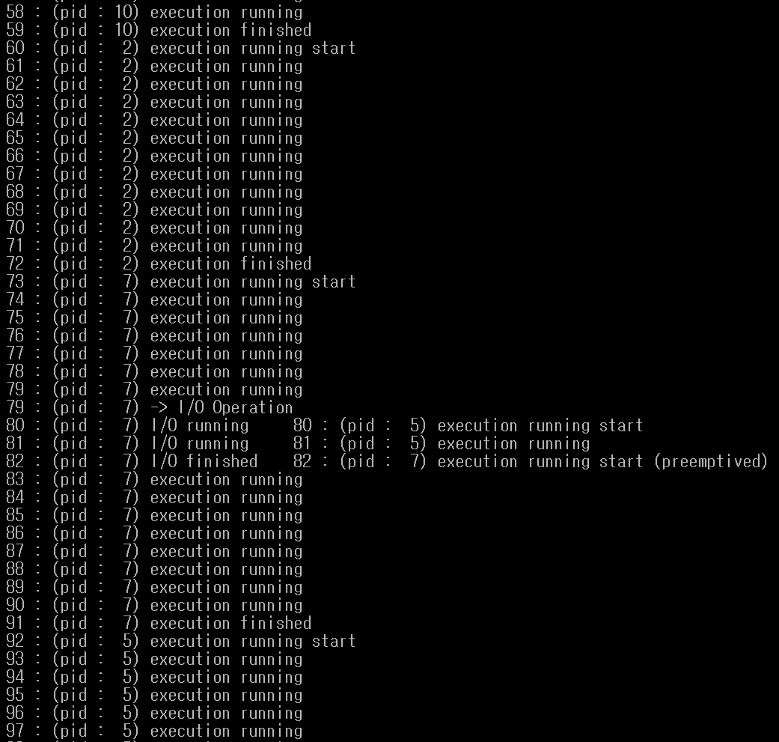 58 : (pid : 10) execution running
59 : (pid : 10) execution finished
60 : (pid :  2) execution running start
61 : (pid :  2) execution running
62 : (pid :  2) execution running
63 : (pid :  2) execution running
64 : (pid :  2) execution running
65 : (pid :  2) execution running
66 : (pid :  2) execution running
67 : (pid :  2) execution running
68 : (pid :  2) execution running
69 : (pid :  2) execution running
70 : (pid :  2) execution running
71 : (pid :  2) execution running
72 : (pid :  2) execution finished
73 : (pid :  7) execution running start
74 : (pid :  7) execution running
75 : (pid :  7) execution running
76 : (pid :  7) execution running
77 : (pid :  7) execution running
78 : (pid :  7) execution running
79 : (pid :  7) execution running
79 : (pid :  7) -> I/O Operation
80 : (pid :  7) I/O running     80 : (pid :  5) execution running start
81 : (pid :  7) I/O running     81 : (pid :  5) execution running
82 : (pid :  7) I/O finished    82 : (pid :  7) execution running start (preemptived)
83 : (pid :  7) execution running
84 : (pid :  7) execution running
85 : (pid :  7) execution running
86 : (pid :  7) execution running
87 : (pid :  7) execution running
88 : (pid :  7) execution running
89 : (pid :  7) execution running
90 : (pid :  7) execution running
91 : (pid :  7) execution finished
92 : (pid :  5) execution running start
93 : (pid :  5) execution running
94 : (pid :  5) execution running
95 : (pid :  5) execution running
96 : (pid :  5) execution running
97 : (pid :  5) execution running